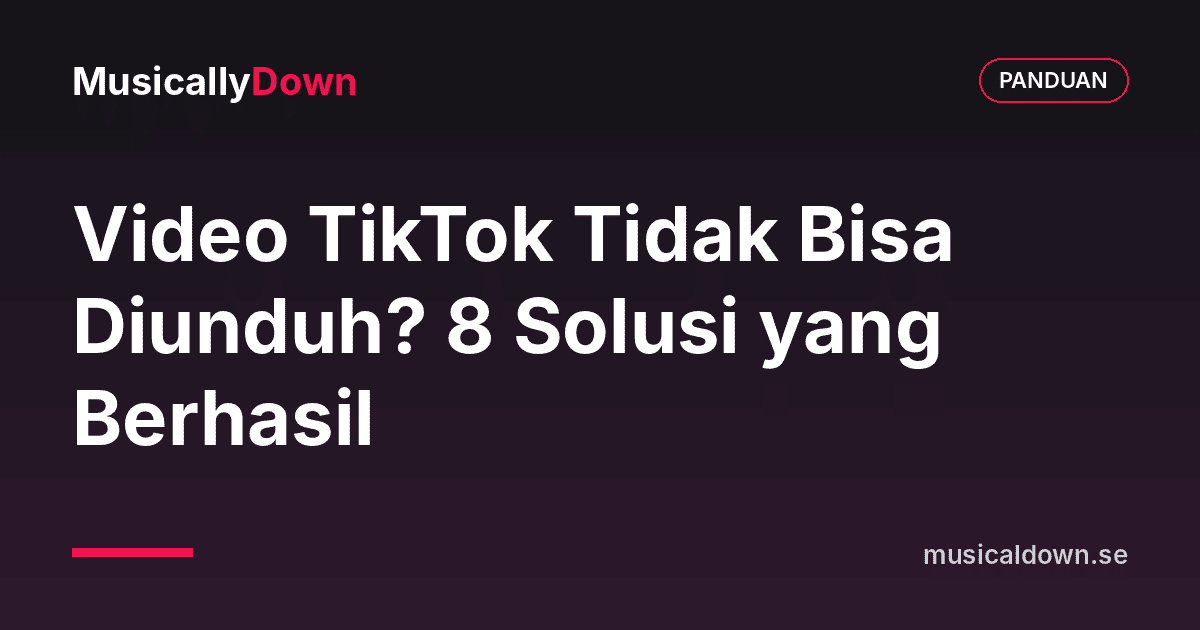 MusicallyDown
PANDUAN
Video TikTok Tidak Bisa
Diunduh? 8 Solusi yang
Berhasil
musicaldown.se